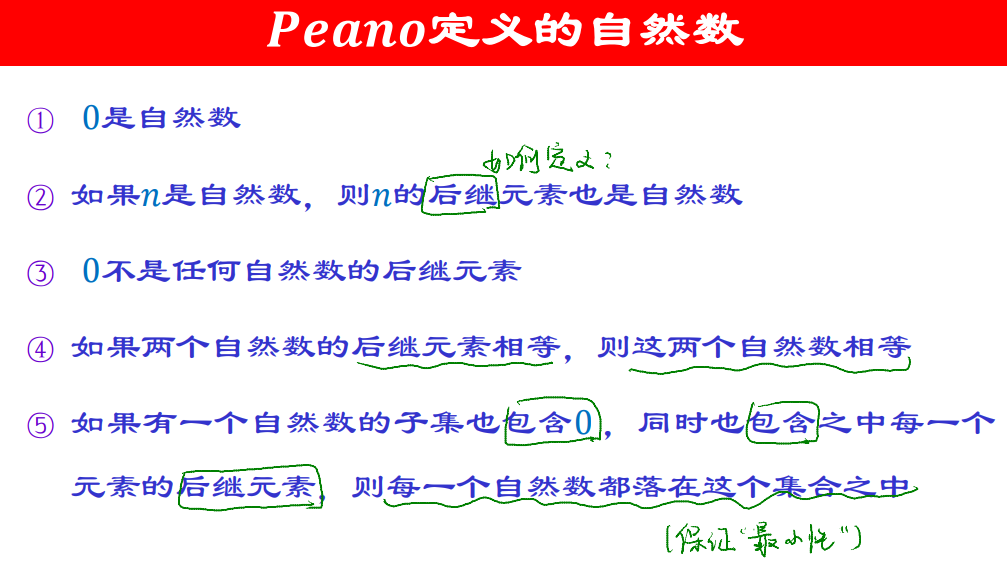 Peano定义的自然数
① 0是自然数
如何定义?
② 如果n是自然数，则n的后继元素也是自然数
③ 0不是任何自然数的后继元素
④ 如果两个自然数的后继元素相等，则这两个自然数相等
⑤ 如果有一个自然数的子集也包含0，同时也包含之中每一个
元素的后继元素，则每一个自然数都落在这个集合之中
(保证“最小性”)